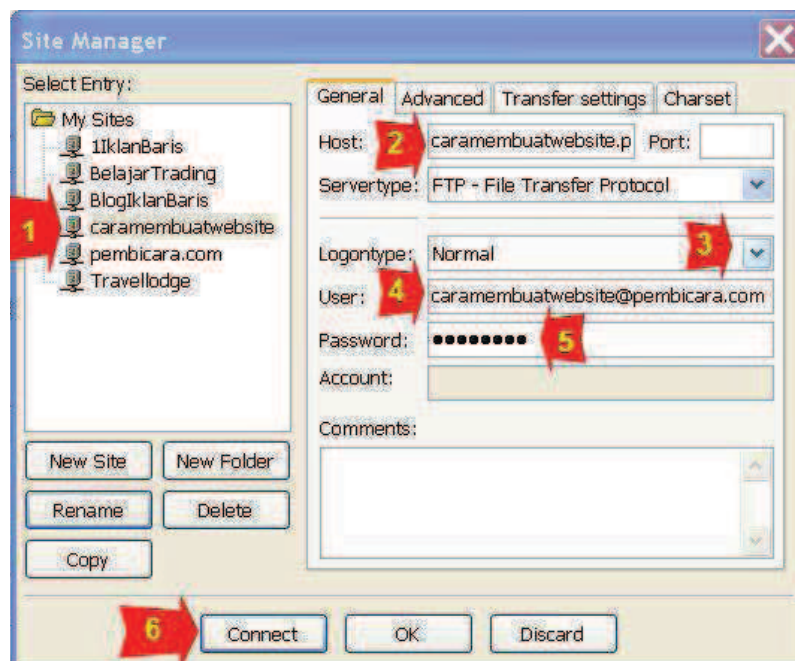 Site Manager
Select Entry:
My Sites
1IklanBaris
BelajarTrading
BlogIklanBaris
1
caramembuatwebsite
pembicara.com
Travellodge
New Site
New Folder
Rename
Delete
Copy
General
Advanced
Transfer settings
Charset
Host:
2
caramembuatwebsite.p
Port:
Servertype:
FTP - File Transfer Protocol
Logontype:
Normal
3
User:
4
caramembuatwebsite@pembicara.com
Password:
●●●●●●●●
5
Account:
Comments:
6
Connect
OK
Discard